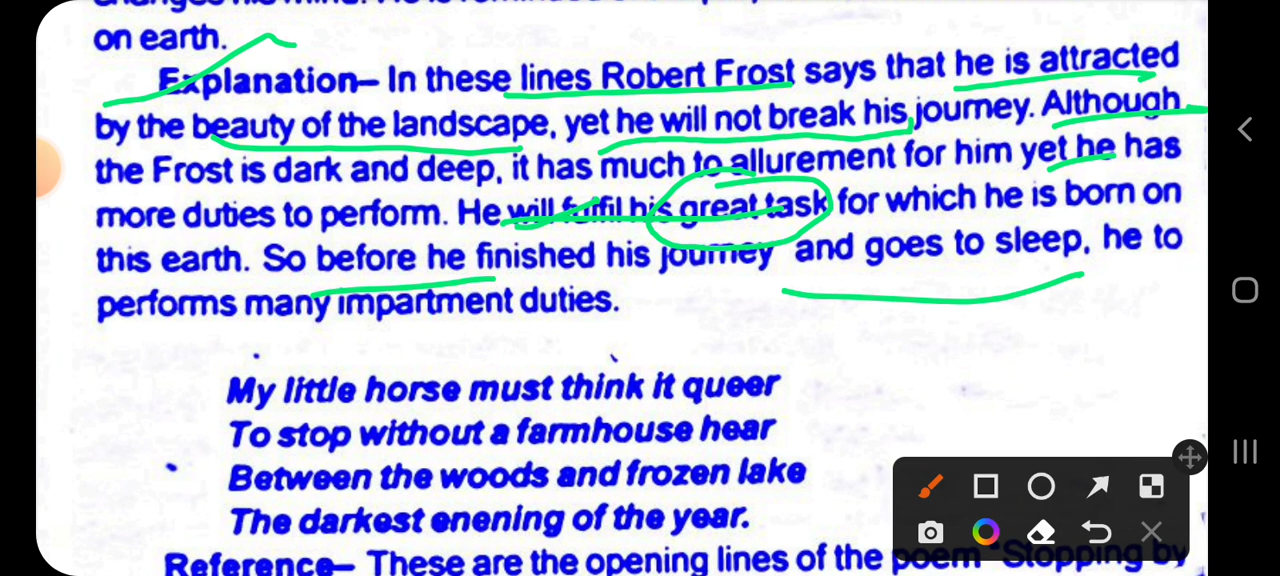 on earth.
Explanation– In these lines Robert Frost says that he is attracted
by the beauty of the landscape, yet he will not break his journey. Although
the Frost is dark and deep, it has much to allurement for him yet he has
more duties to perform. He will fulfil his great task for which he is born on
this earth. So before he finished his journey and goes to sleep, he to
performs many impartment duties.
My little horse must think it queer
To stop without a farmhouse hear
Between the woods and frozen lake
The darkest enening of the year.
Reference– These are the opening lines of the poem "Stopping by